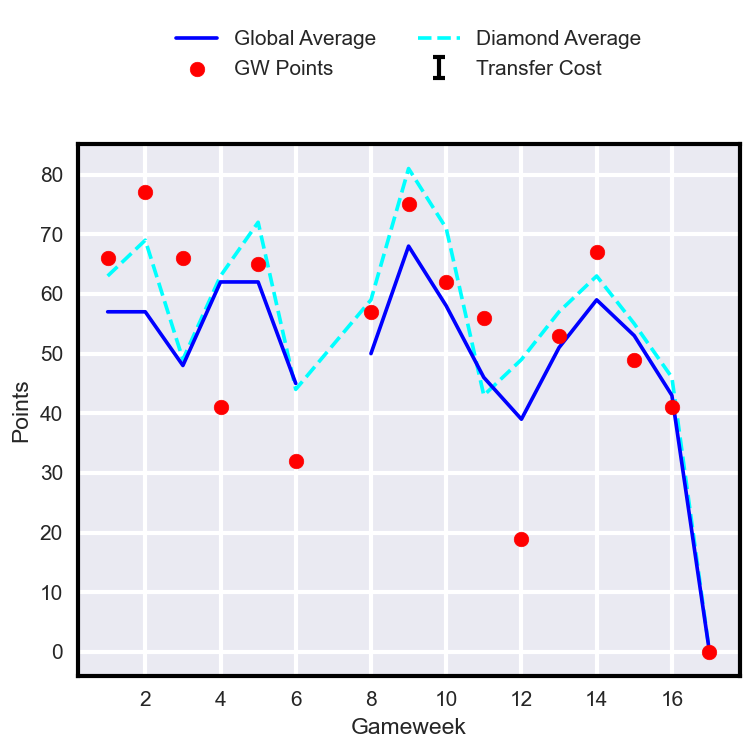 Global Average
Diamond Average
GW Points
Transfer Cost
80
70
60
50
40
30
20
10
0
Points
2 4 6 8 10 12 14 16
Gameweek